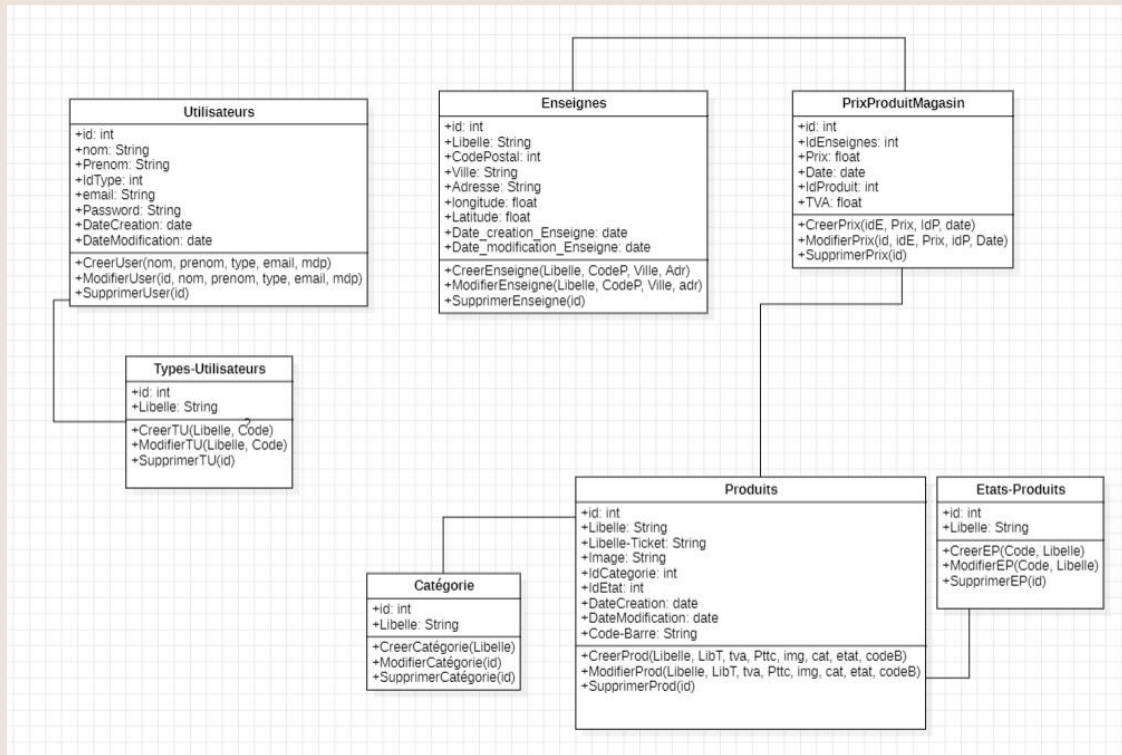 Utilisateurs
+id: int
+nom: String
+Prenom: String
+IdType: int
+email: String
+Password: String
+DateCreation: date
+DateModification: date
+CreerUser(nom, prenom, type, email, mdp)
+ModifierUser(id, nom, prenom, type, email, mdp)
+SupprimerUser(id)
Enseignes
+id: int
+Libelle: String
+CodePostal: int
+Ville: String
+Adresse: String
+longitude: float
+Latitude: float
+Date_creation_Enseigne: date
+Date_modification_Enseigne: date
+CreerEnseigne(Libelle, CodeP, Ville, Adr)
+ModifierEnseigne(Libelle, CodeP, Ville, adr)
+SupprimerEnseigne(id)
PrixProduitMagasin
+id: int
+IdEnseignes: int
+Prix: float
+Date: date
+IdProduit: int
+TVA: float
+CreerPrix(idE, Prix, IdP, date)
+ModifierPrix(id, idE, Prix, idP, Date)
+SupprimerPrix(id)
Types-Utilisateurs
+id: int
+Libelle: String
?
+CreerTU(Libelle, Code)
+ModifierTU(Libelle, Code)
+SupprimerTU(id)
Catégorie
+id: int
+Libelle: String
+CreerCatégorie(Libelle)
+ModifierCatégorie(id)
+SupprimerCatégorie(id)
Produits
+id: int
+Libelle: String
+Libelle-Ticket: String
+Image: String
+IdCategorie: int
+IdEtat: int
+DateCreation: date
+DateModification: date
+Code-Barre: String
+CreerProd(Libelle, LibT, tva, Pttc, img, cat, etat, codeB)
+ModifierProd(Libelle, LibT, tva, Pttc, img, cat, etat, codeB)
+SupprimerProd(id)
Etats-Produits
+id: int
+Libelle: String
+CreerEP(Code, Libelle)
+ModifierEP(Code, Libelle)
+SupprimerEP(id)